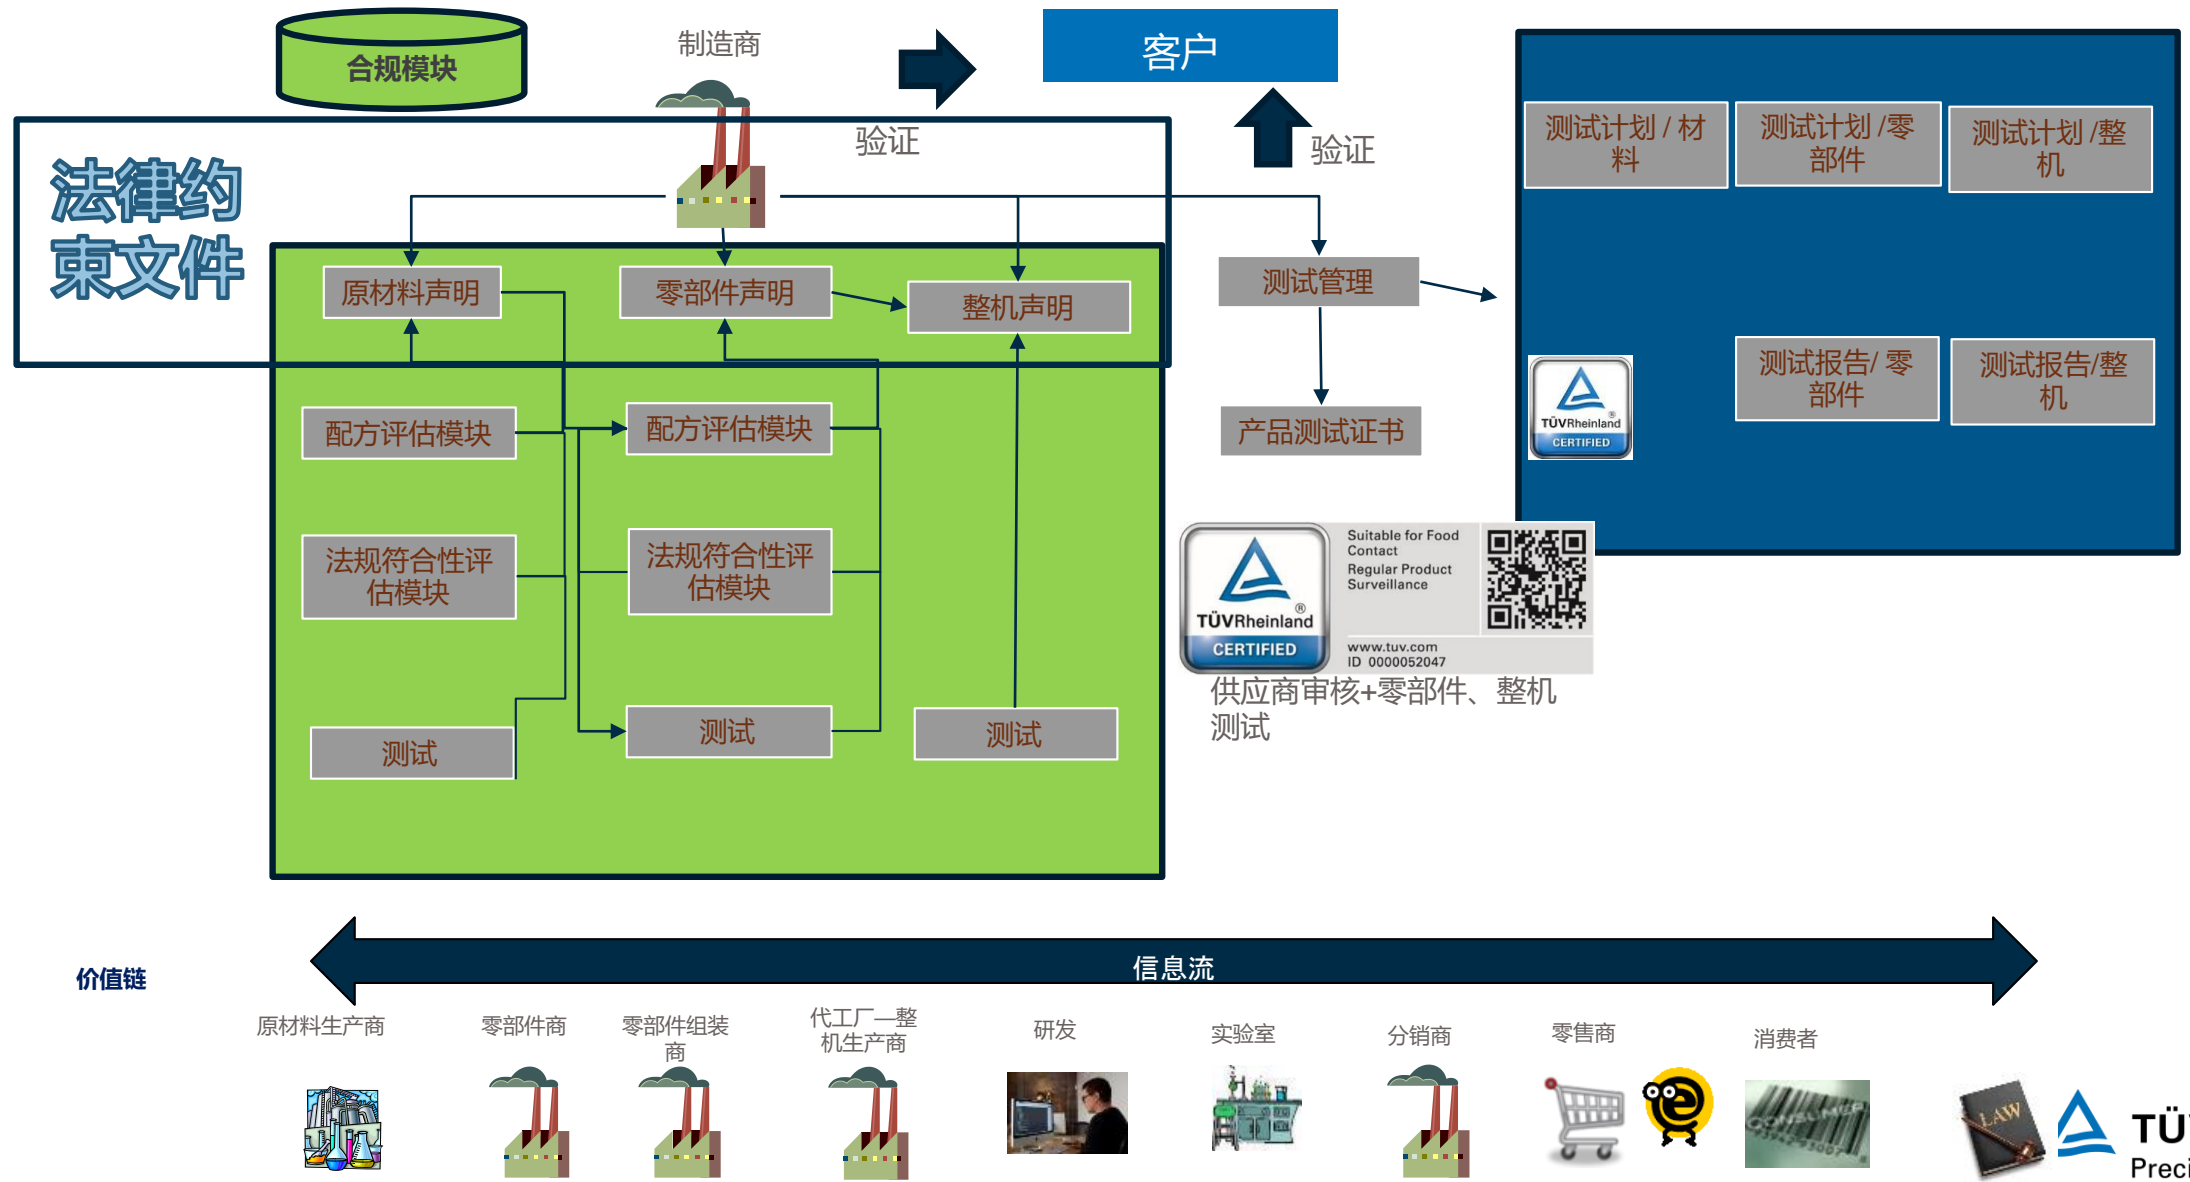 合规模块
制造商
客户
验证
验证
法律约
束文件
测试计划 / 材
料
测试计划 /零
部件
测试计划 /整
机
原材料声明
零部件声明
整机声明
测试管理
测试报告/ 零
部件
测试报告/整
机
TÜVRheinland
®
CERTIFIED
配方评估模块
配方评估模块
产品测试证书
法规符合性评
估模块
法规符合性评
估模块
TÜVRheinland
®
CERTIFIED
Suitable for Food
Contact
Regular Product
Surveillance
www.tuv.com
ID 0000052047
供应商审核+零部件、整机
测试
测试
测试
测试
信息流
价值链
原材料生产商
零部件商
零部件组装
商
代工厂—整
机生产商
研发
实验室
分销商
零售商
消费者
e
LAW
TÜV
Preci